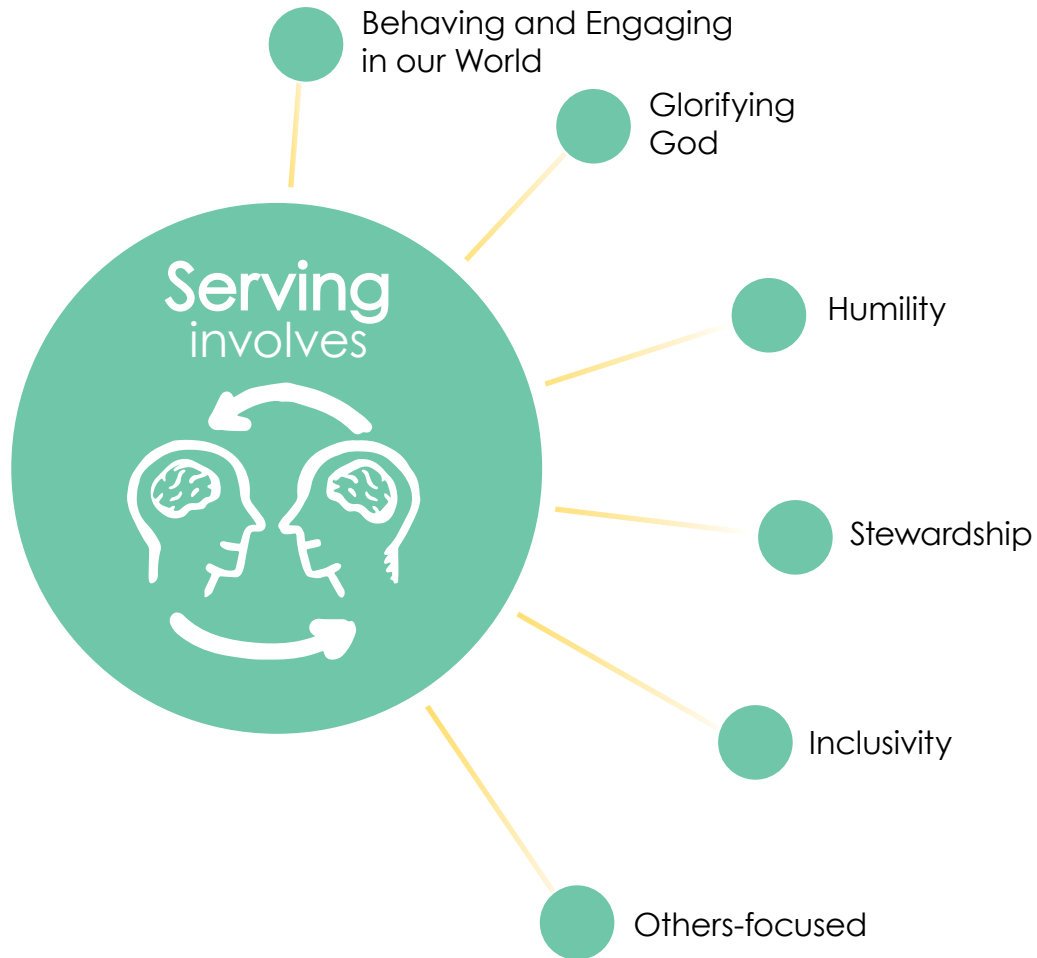 Behaving and Engaging
in our World
Glorifying
God
Serving
involves
Humility
Stewardship
Inclusivity
Others-focused